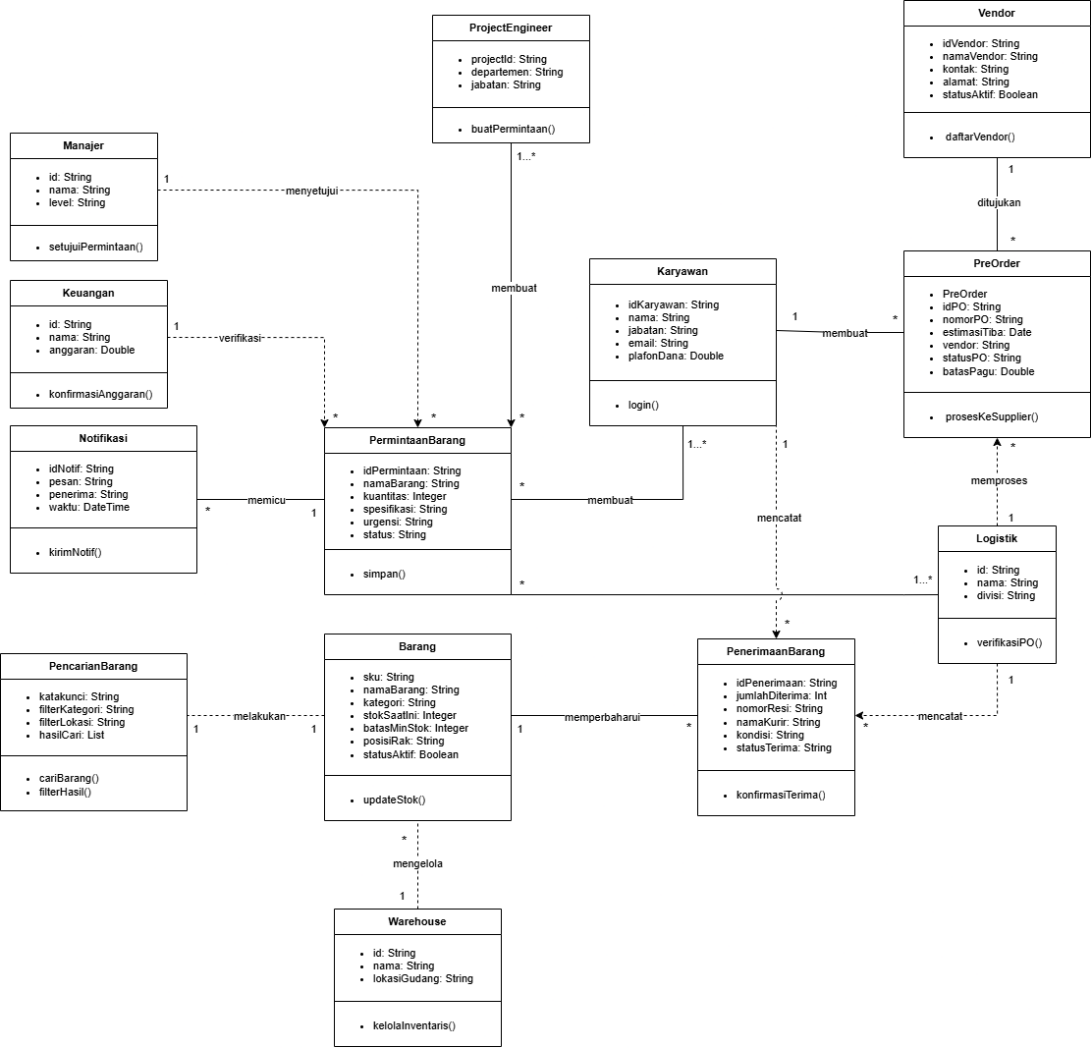 ProjectEngineer
projectId: String
departemen: String
jabatan: String
buatPermintaan()
1...*
Vendor
idVendor: String
namaVendor: String
kontak: String
alamat: String
statusAktif: Boolean
daftarVendor()
1
ditujukan
*
Manajer
id: String
nama: String
level: String
setujuiPermintaan()
1
menyetujui
*
Keuangan
id: String
nama: String
anggaran: Double
konfirmasiAnggaran()
1
verifikasi
*
membuat
*
Karyawan
idKaryawan: String
nama: String
jabatan: String
email: String
plafonDana: Double
login()
1
membuat
*
PreOrder
PreOrder
idPO: String
nomorPO: String
estimasiTiba: Date
vendor: String
statusPO: String
batasPagu: Double
prosesKeSupplier()
*
memproses
1
Notifikasi
idNotif: String
pesan: String
penerima: String
waktu: DateTime
kirimNotif()
*
memicu
1
PermintaanBarang
idPermintaan: String
namaBarang: String
kuantitas: Integer
spesifikasi: String
urgensi: String
status: String
simpan()
*
membuat
1...*
1
mencatat
*
*
1...*
Logistik
id: String
nama: String
divisi: String
verifikasiPO()
1
mencatat
*
PencarianBarang
katakunci: String
filterKategori: String
filterLokasi: String
hasilCari: List
cariBarang()
filterHasil()
1
melakukan
1
Barang
sku: String
namaBarang: String
kategori: String
stokSaatIni: Integer
batasMinStok: Integer
posisiRak: String
statusAktif: Boolean
updateStok()
1
memperbaharui
*
PenerimaanBarang
idPenerimaan: String
jumlahDiterima: Int
nomorResi: String
namaKurir: String
kondisi: String
statusTerima: String
konfirmasiTerima()
*
mengelola
1
Warehouse
id: String
nama: String
lokasiGudang: String
kelolaInventaris()